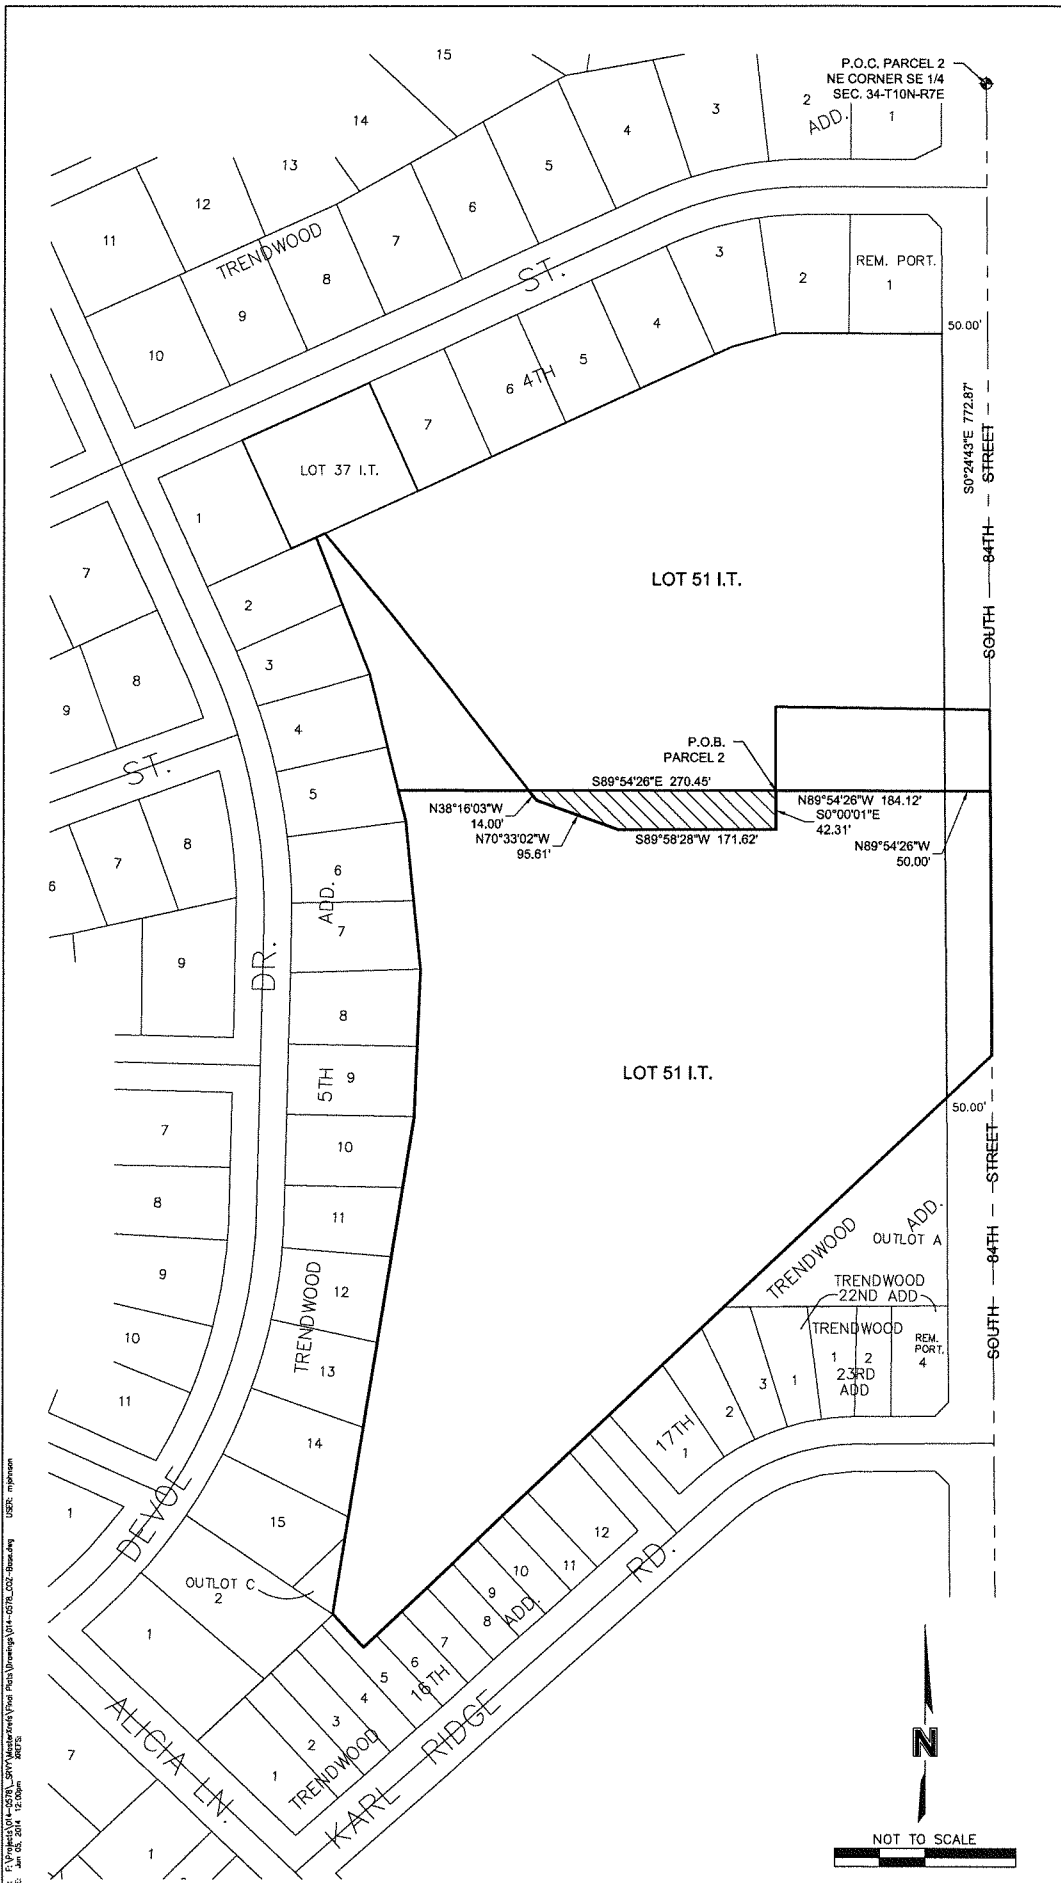 15
P.O.C. PARCEL 2
NE CORNER SE 1/4
SEC. 34-T10N-R7E
14
13
12
11
10
9
8
7
6
5
4
3
2
1
ADD.
TRENDWOOD
ST.
REM. PORT.
1
2
3
4
5
6
4TH
7
50.00'
S0°24'43"E 772.87'
SOUTH 84TH STREET
LOT 37 I.T.
LOT 51 I.T.
1
2
3
4
5
6
7
8
9
10
11
12
13
14
15
7
8
9
ST.
8
7
6
9
DR.
ADD.
5TH
TRENDWOOD
P.O.B.
PARCEL 2
S89°54'26"E 270.45'
N38°16'03"W
14.00'
N70°33'02"W
95.61'
S89°58'28"W 171.62'
N89°54'26"W 184.12'
S0°00'01"E
42.31'
N89°54'26"W
50.00'
LOT 51 I.T.
50.00'
SOUTH 84TH STREET
7
8
9
10
11
1
DEVOE
TRENDWOOD ADD.
OUTLOT A
TRENDWOOD
22ND ADD
TRENDWOOD
1 2
23RD
ADD
REM.
PORT.
4
1
3
2
17TH
1
12
11
10
9
8
ADD.
7
6
16TH
5
4
3
2
1
TRENDWOOD
RD.
KARL RIDGE
OUTLOT C
2
1
ALICIA LN.
7
1
N
NOT TO SCALE
USER: mjohnson
Jan 05, 2014 12:00pm XREFS: